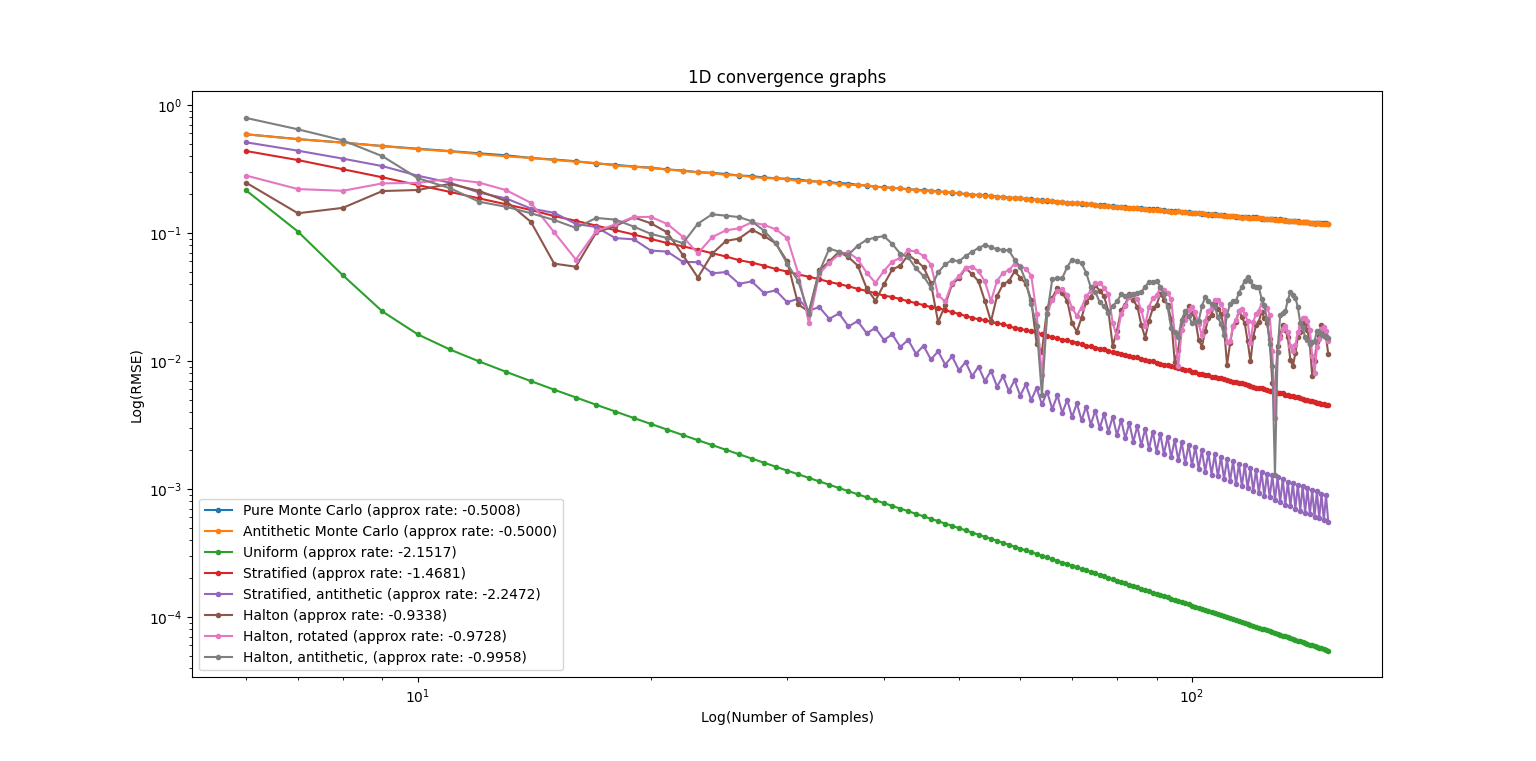 1D convergence graphs
Log(RMSE)
10⁰
10⁻¹
10⁻²
10⁻³
10⁻⁴
Pure Monte Carlo (approx rate: -0.5008)
Antithetic Monte Carlo (approx rate: -0.5000)
Uniform (approx rate: -2.1517)
Stratified (approx rate: -1.4681)
Stratified, antithetic (approx rate: -2.2472)
Halton (approx rate: -0.9338)
Halton, rotated (approx rate: -0.9728)
Halton, antithetic, (approx rate: -0.9958)
10¹
10²
Log(Number of Samples)